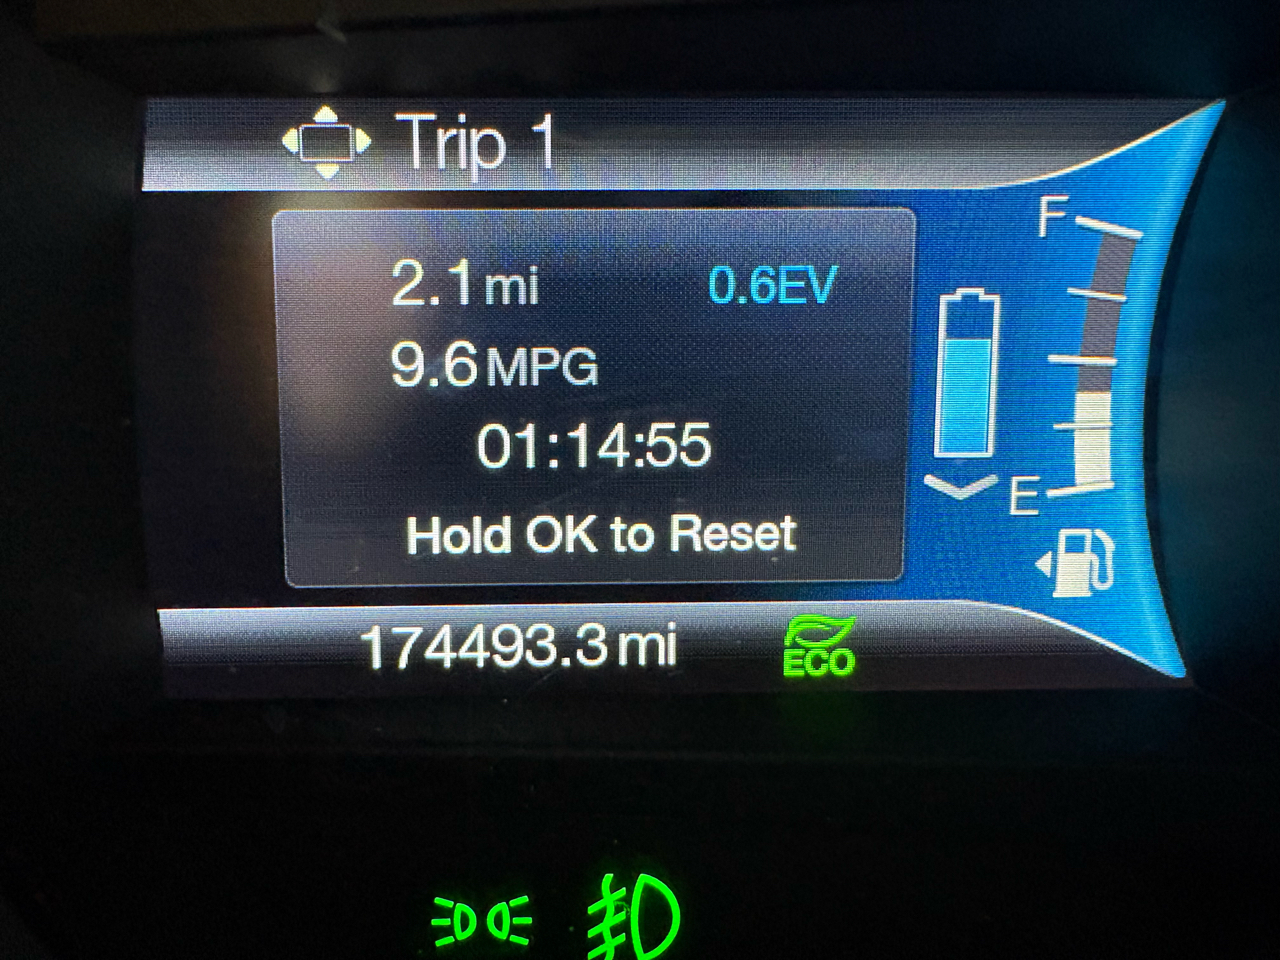 Trip 1
2.1 mi 0.6EV
9.6 MPG
01:14:55
Hold OK to Reset
F
E
174493.3 mi ECO